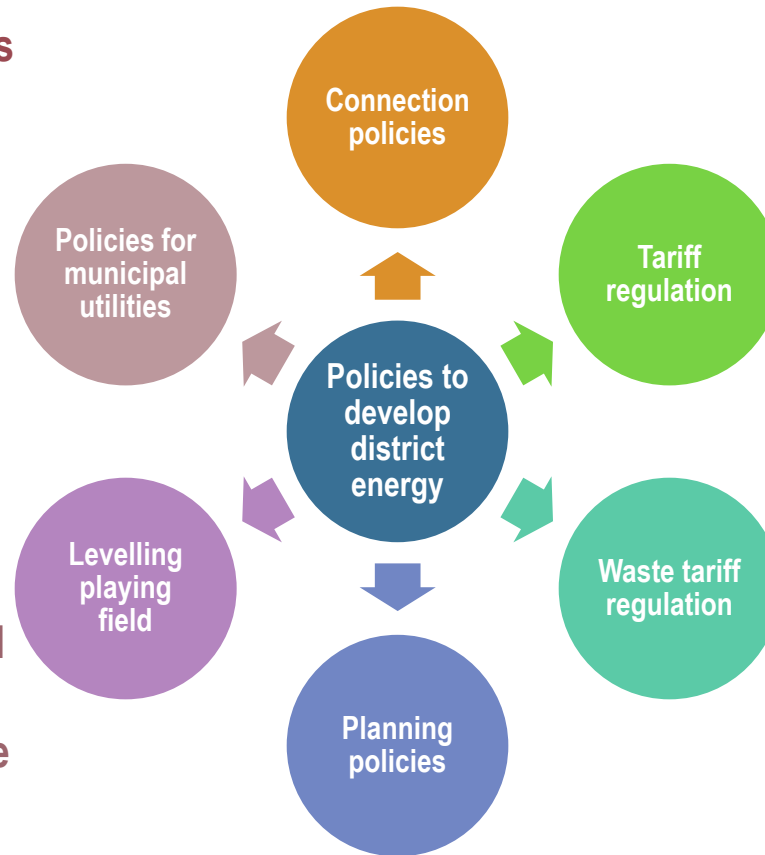 s
Connection
policies
Policies for
municipal
utilities
Tariff
regulation
Policies to
develop
district
energy
Levelling
playing
field
Waste tariff
regulation
Planning
policies
e